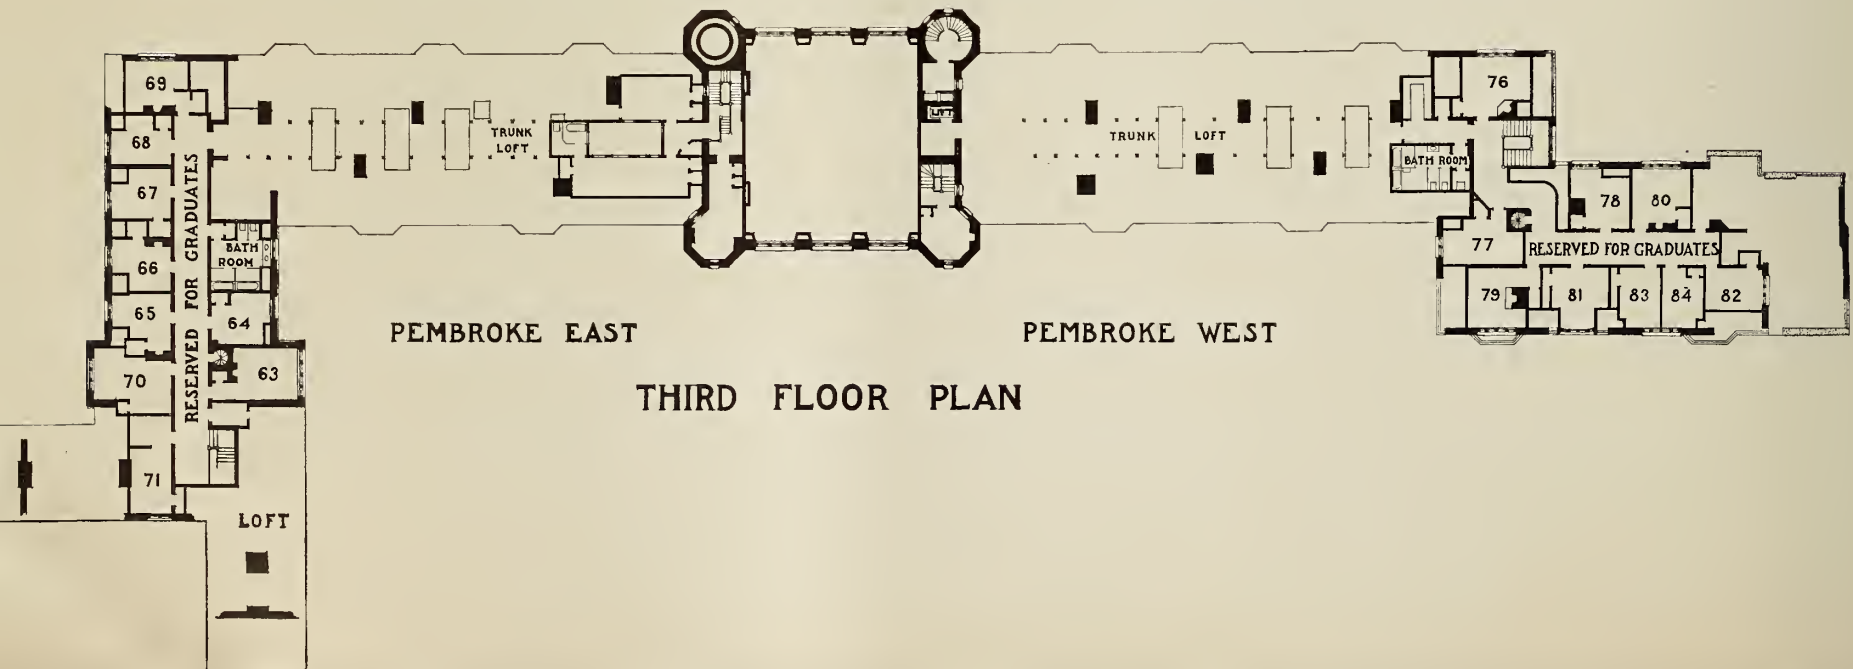 69
68
67
66
65
70
71
RESERVED FOR GRADUATES
BATH
ROOM
64
63
LOFT
TRUNK
LOFT
PEMBROKE EAST
LIFT
TRUNK LOFT
BATH ROOM
76
78
80
77
RESERVED FOR GRADUATES
79
81
83
84
82
PEMBROKE WEST
THIRD FLOOR PLAN